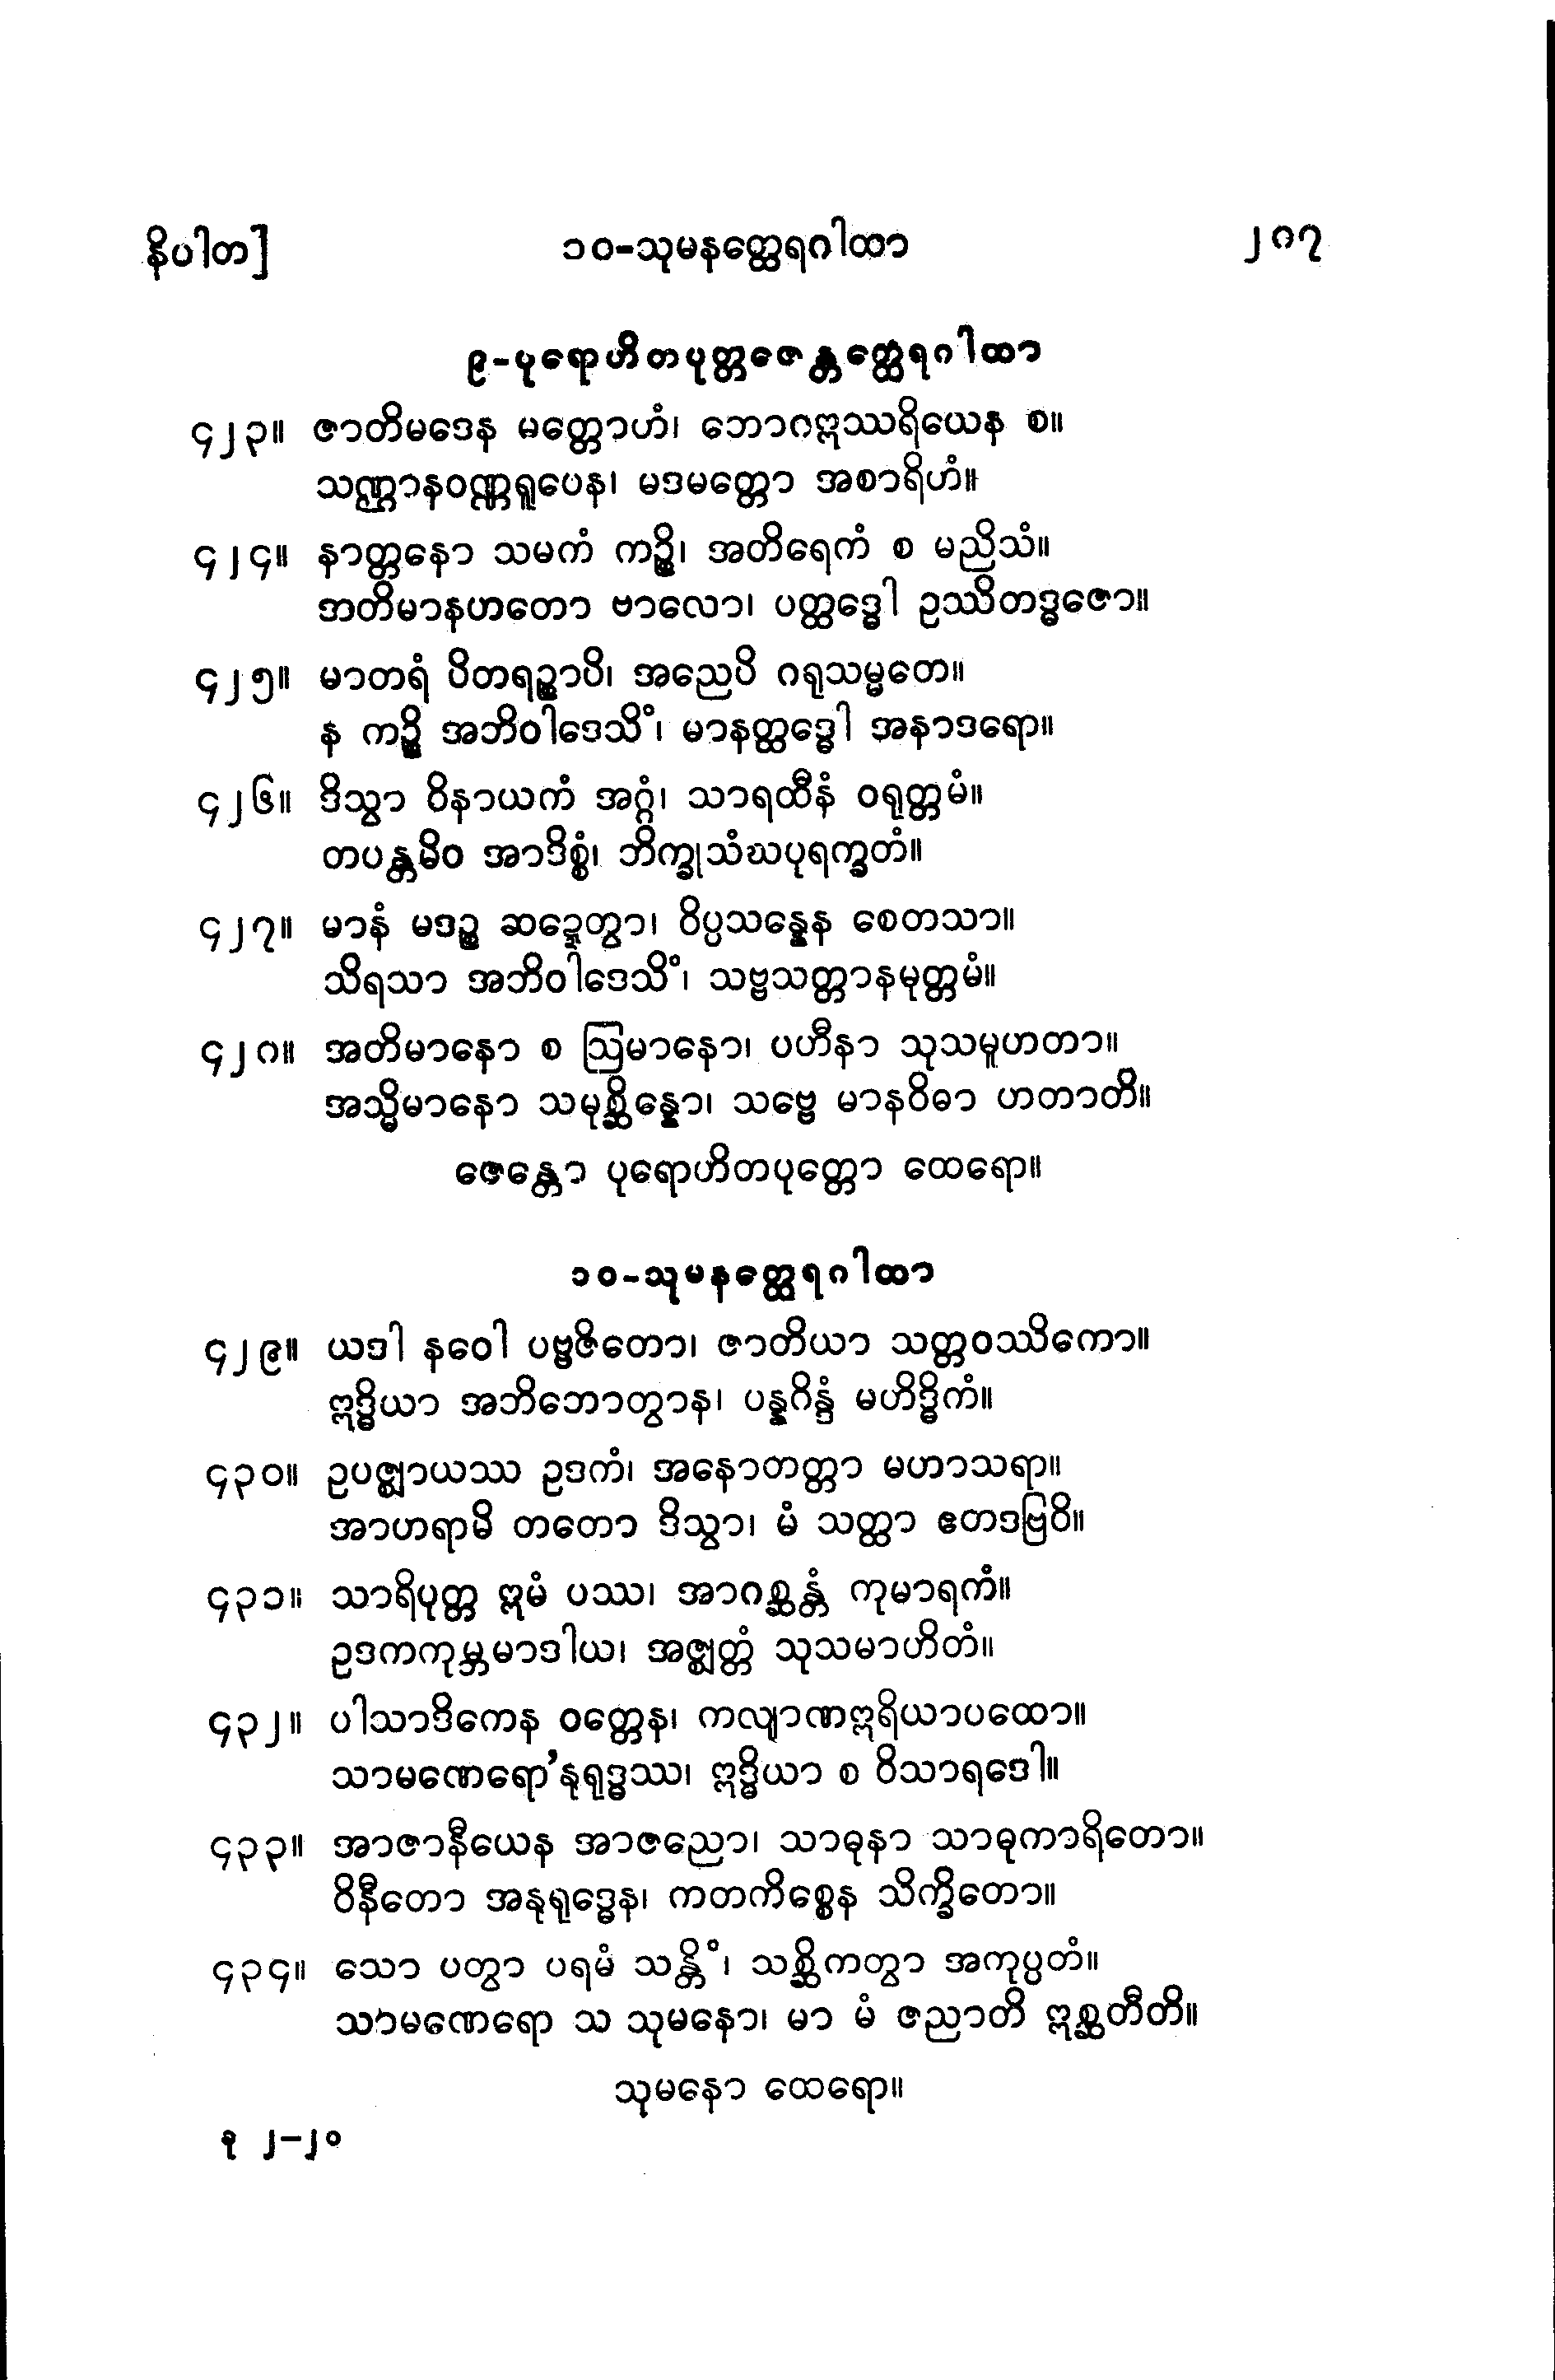 နိပါတ]
၁၀-သုမနတ္ထေရဂါထာ
၂၈၇
၉-ပုရောဟိတပုတ္တဇေန္တတ္ထေရဂါထာ
၄၂၃။ ဇာတိမဒေန မတ္တောဟံ၊ ဘောဂဣဿရိယေန စ။
သဏ္ဌာနဝဏ္ဏရူပေန၊ မဒမတ္တော အစာရိဟံ။
၄၂၄။ နာတ္တနော သမကံ ကဉ္စိ၊ အတိရေကံ စ မညိသံ။
အတိမာနဟတော ဗာလော၊ ပတ္ထဒ္ဓေါ ဥဿိတဒ္ဓဇော။
၄၂၅။ မာတရံ ပိတရဉ္စာပိ၊ အညေပိ ဂရုသမ္မတေ။
န ကဉ္စိ အဘိဝါဒေသိံ၊ မာနတ္ထဒ္ဓေါ အနာဒရော။
၄၂၆။ ဒိသွာ ဝိနာယကံ အဂ္ဂံ၊ သာရထီနံ ဝရုတ္တမံ။
တပန္တမိဝ အာဒိစ္စံ၊ ဘိက္ခုသံဃပုရက္ခတံ။
၄၂၇။ မာနံ မဒဉ္စ ဆဍ္ဍေတွာ၊ ဝိပ္ပသန္နေန စေတသာ။
သိရသာ အဘိဝါဒေသိံ၊ သဗ္ဗသတ္တာနမုတ္တမံ။
၄၂၈။ အတိမာနော စ ဩမာနော၊ ပဟီနာ သုသမူဟတာ။
အသ္မိမာနော သမုစ္ဆိန္နော၊ သဗ္ဗေ မာနဝိဓာ ဟတာတိ။
ဇေန္တော ပုရောဟိတပုတ္တော ထေရော။
၁၀-သုမနတ္ထေရဂါထာ
၄၂၉။ ယဒါ နဝေါ ပဗ္ဗဇိတော၊ ဇာတိယာ သတ္တဝဿိကော။
ဣဒ္ဓိယာ အဘိဘောတွာန၊ ပန္နဂိန္ဒံ မဟိဒ္ဓိကံ။
၄၃၀။ ဥပဇ္ဈာယဿ ဥဒကံ၊ အနောတတ္တာ မဟာသရာ။
အာဟရာမိ တတော ဒိသွာ၊ မံ သတ္ထာ ဧတဒဗြဝိ။
၄၃၁။ သာရိပုတ္တ ဣမံ ပဿ၊ အာဂစ္ဆန္တံ ကုမာရကံ။
ဥဒကကုမ္ဘမာဒါယ၊ အဇ္ဈတ္တံ သုသမာဟိတံ။
၄၃၂။ ပါသာဒိကေန ဝတ္တေန၊ ကလျာဏဣရိယာပထော။
သာမဏေရော’နုရုဒ္ဓဿ၊ ဣဒ္ဓိယာ စ ဝိသာရဒေါ။
၄၃၃။ အာဇာနီယေန အာဇညော၊ သာဓုနာ သာဓုကာရိတော။
ဝိနီတော အနုရုဒ္ဓေန၊ ကတကိစ္စေန သိက္ခိတော။
၄၃၄။ သော ပတွာ ပရမံ သန္တိံ၊ သစ္ဆိကတွာ အကုပ္ပတံ။
သာမဏေရော သ သုမနော၊ မာ မံ ဇညာတိ ဣစ္ဆတီတိ။
သုမနော ထေရော။
ခု ၂-၂၀